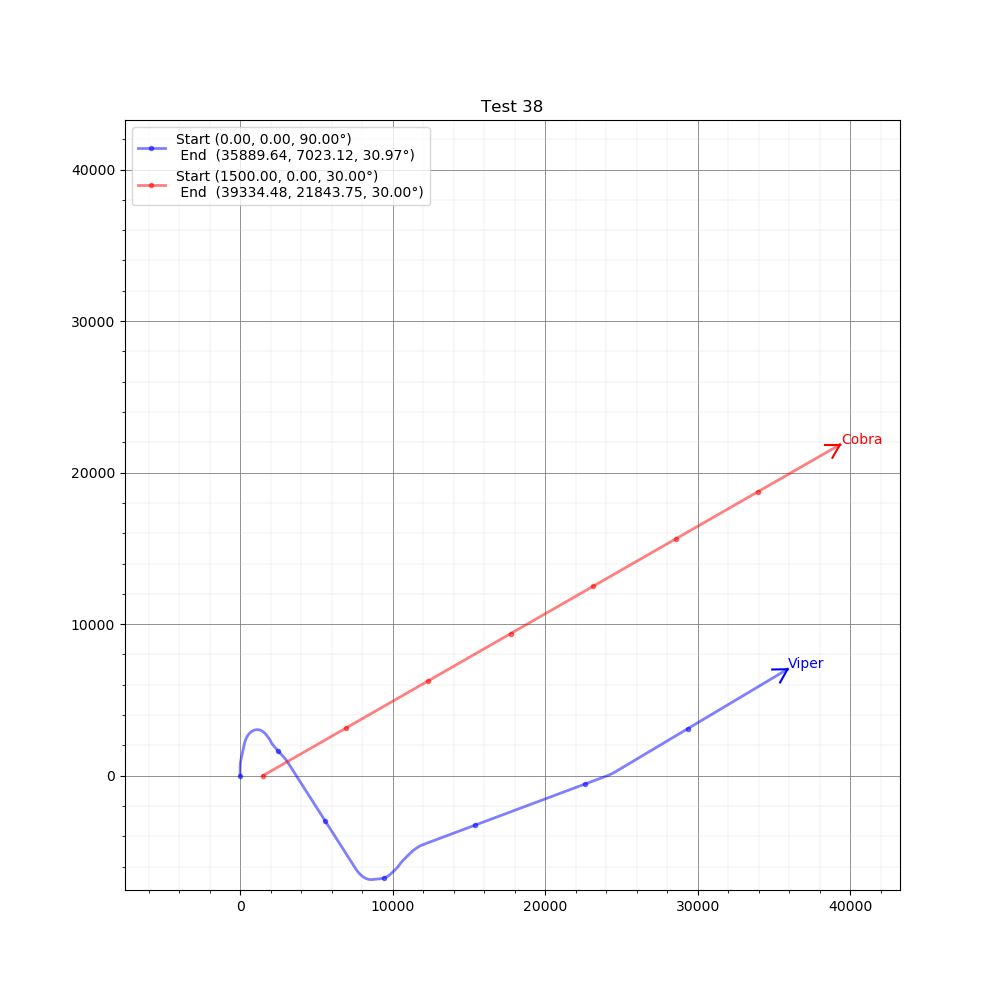 Test 38
Start (0.00, 0.00, 90.00°)
End (35889.64, 7023.12, 30.97°)
Start (1500.00, 0.00, 30.00°)
End (39334.48, 21843.75, 30.00°)
40000
30000
20000
10000
0
Cobra
Viper
0 10000 20000 30000 40000